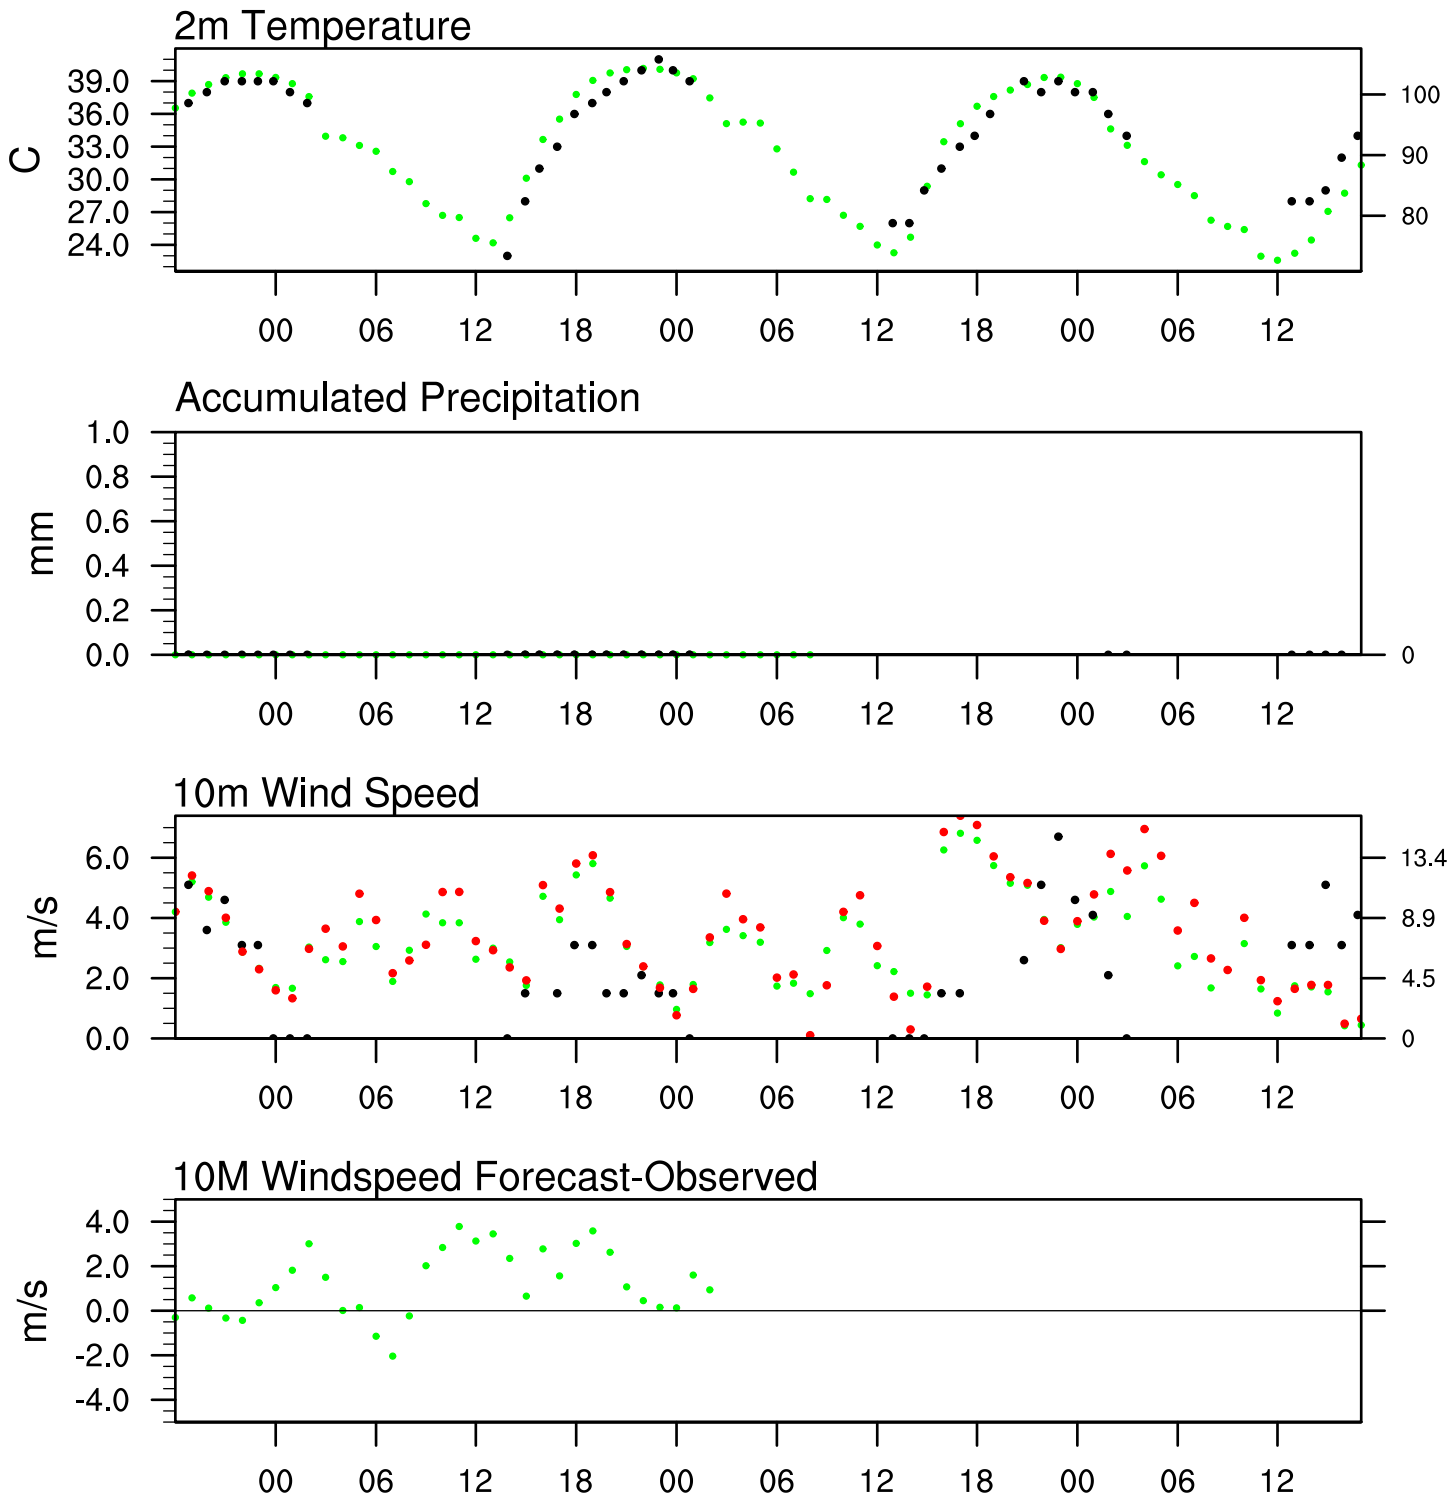 2m Temperature
39.0
36.0
33.0
30.0
27.0
24.0
C
100
90
80
00 06 12 18 00 06 12 18 00 06 12
Accumulated Precipitation
1.0
0.8
0.6
0.4
0.2
0.0
mm
0
00 06 12 18 00 06 12 18 00 06 12
10m Wind Speed
6.0
4.0
2.0
0.0
m/s
13.4
8.9
4.5
0
00 06 12 18 00 06 12 18 00 06 12
10M Windspeed Forecast-Observed
4.0
2.0
0.0
-2.0
-4.0
m/s
00 06 12 18 00 06 12 18 00 06 12